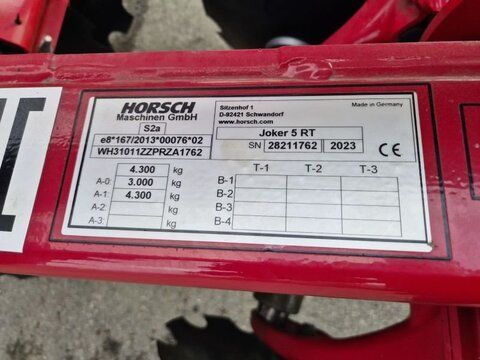 HORSCH
Maschinen GmbH
Sitzenhof 1
D-92421 Schwandorf
www.horsch.com
Made in Germany
S2a
e8*167/2013*00076*02
WH31011ZZPRZA1762
Joker 5 RT
SN 28211762 2023 CE
4.300 kg
A-0: 3.000 kg
A-1: 4.300 kg
A-2: kg
A-3: kg
T-1 T-2 T-3
B-1
B-2
B-3
B-4